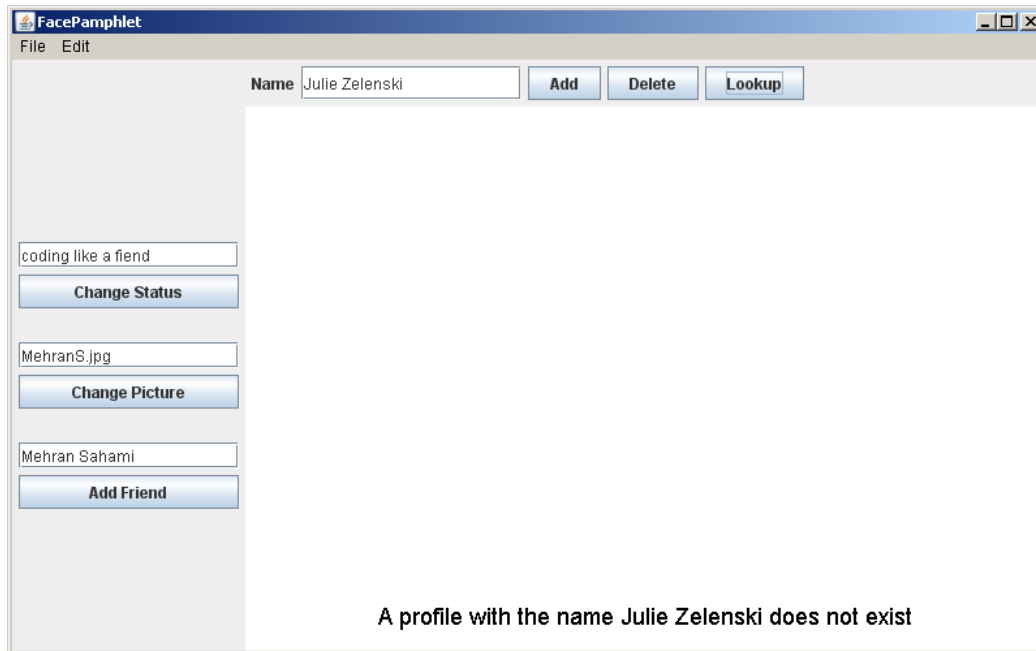 FacePamphlet
File Edit
Name Julie Zelenski Add Delete Lookup
coding like a fiend
Change Status
MehranS.jpg
Change Picture
Mehran Sahami
Add Friend
A profile with the name Julie Zelenski does not exist